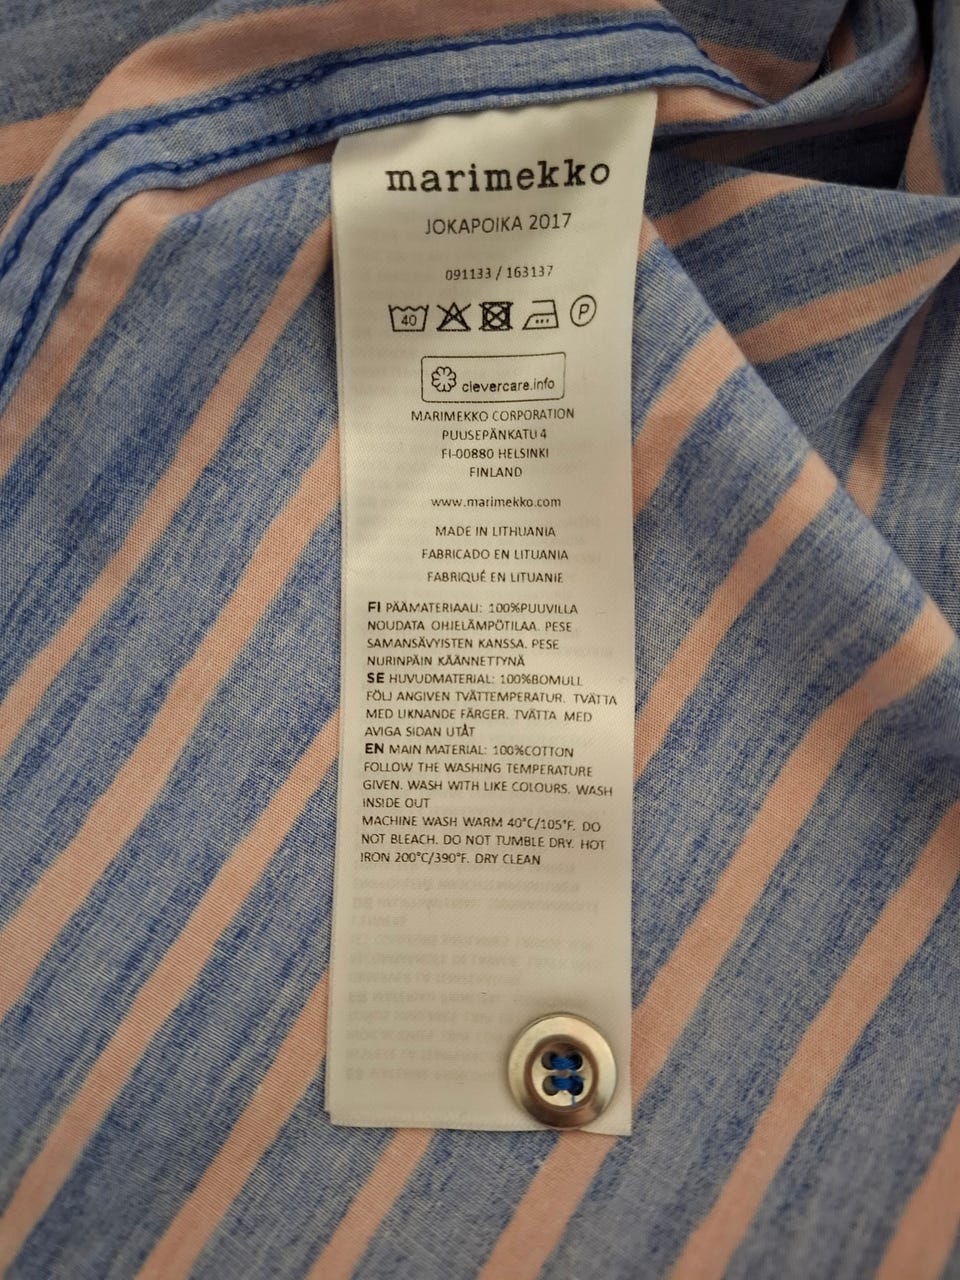 marimekko
JOKAPOIKA 2017
091133 / 163137
40 P
clevercare.info
MARIMEKKO CORPORATION
PUUSEPÄNKATU 4
FI-00880 HELSINKI
FINLAND
www.marimekko.com
MADE IN LITHUANIA
FABRICADO EN LITUANIA
FABRIQUÉ EN LITUANIE
FI PÄÄMATERIAALI: 100%PUUVILLA
NOUDATA OHJELÄMPÖTILAA. PESE
SAMANSÄVYISTEN KANSSA. PESE
NURINPÄIN KÄÄNNETTYNÄ
SE HUVUDMATERIAL: 100%BOMULL
FÖLJ ANGIVEN TVÄTTEMPERATUR. TVÄTTA
MED LIKNANDE FÄRGER. TVÄTTA MED
AVIGA SIDAN UTÅT
EN MAIN MATERIAL: 100%COTTON
FOLLOW THE WASHING TEMPERATURE
GIVEN. WASH WITH LIKE COLOURS. WASH
INSIDE OUT
MACHINE WASH WARM 40°C/105°F. DO
NOT BLEACH. DO NOT TUMBLE DRY. HOT
IRON 200°C/390°F. DRY CLEAN